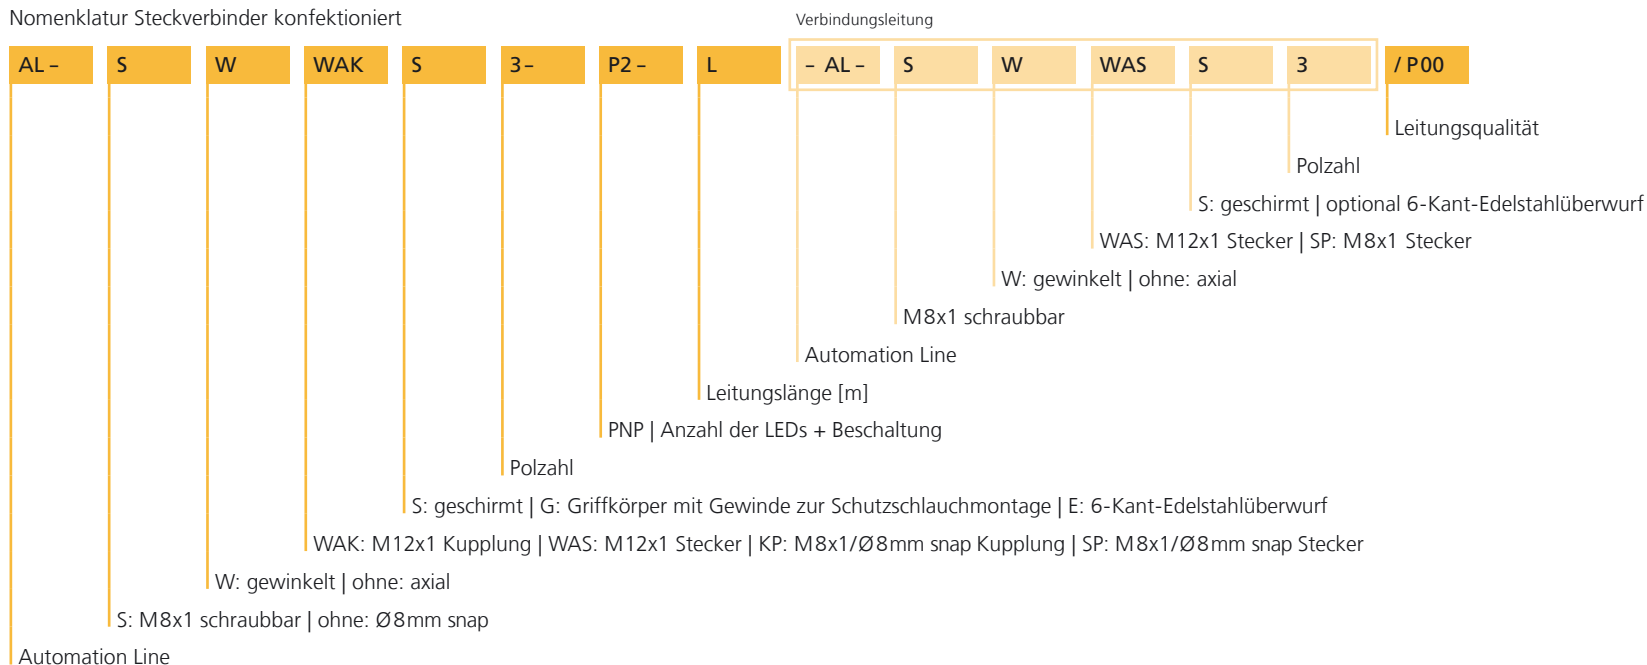 Nomenklatur Steckverbinder konfektioniert
Verbindungsleitung
AL – S W WAK S 3 – P2 – L – AL – S W WAS S 3 / P00
Leitungsqualität
Polzahl
S: geschirmt | optional 6-Kant-Edelstahlüberwurf
WAS: M12x1 Stecker | SP: M8x1 Stecker
W: gewinkelt | ohne: axial
M8x1 schraubbar
Automation Line
Leitungslänge [m]
PNP | Anzahl der LEDs + Beschaltung
Polzahl
S: geschirmt | G: Griffkörper mit Gewinde zur Schutzschlauchmontage | E: 6-Kant-Edelstahlüberwurf
WAK: M12x1 Kupplung | WAS: M12x1 Stecker | KP: M8x1/Ø8mm snap Kupplung | SP: M8x1/Ø8mm snap Stecker
W: gewinkelt | ohne: axial
S: M8x1 schraubbar | ohne: Ø8mm snap
Automation Line